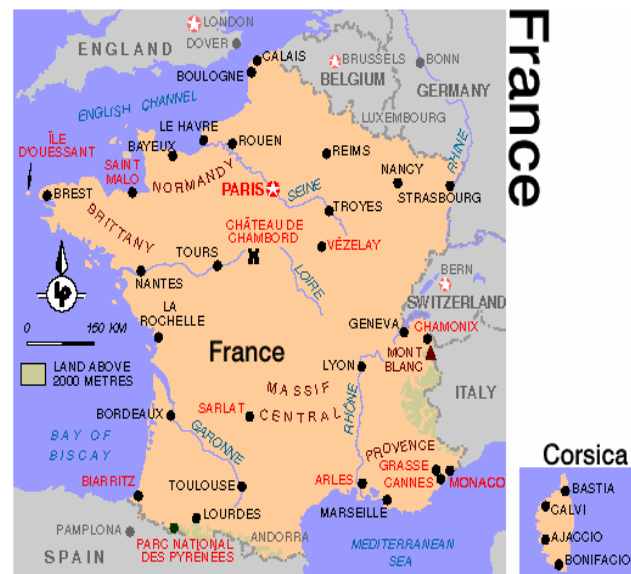 LONDON
ENGLAND
DOVER
CALAIS
BRUSSELS
BONN
BOULOGNE
BELGIUM
GERMANY
ENGLISH CHANNEL
LUXEMBOURG
LE HAVRE
ÎLE
D'OUESSANT
BAYEUX
ROUEN
REIMS
RHINE
SAINT
MALO
NORMANDY
NANCY
BREST
PARIS
SEINE
STRASBOURG
BRITTANY
TROYES
CHÂTEAU DE
CHAMBORD
TOURS
VÉZELAY
BERN
NANTES
LOIRE
LP
SWITZERLAND
LA
ROCHELLE
GENEVA
CHAMONIX
0 150 KM
France
MONT
BLANC
LYON
LAND ABOVE
2000 METRES
MASSIF
CENTRAL
ITALY
BORDEAUX
SARLAT
RHÔNE
GARONNE
BAY OF
BISCAY
PROVENCE
GRASSE
CANNES
MONACO
BIARRITZ
TOULOUSE
ARLES
MARSEILLE
LOURDES
PAMPLONA
ANDORRA
PARC NATIONAL
DES PYRÉNÉES
SPAIN
MEDITERRANEAN
SEA
France
Corsica
BASTIA
CALVI
AJACCIO
BONIFACIO